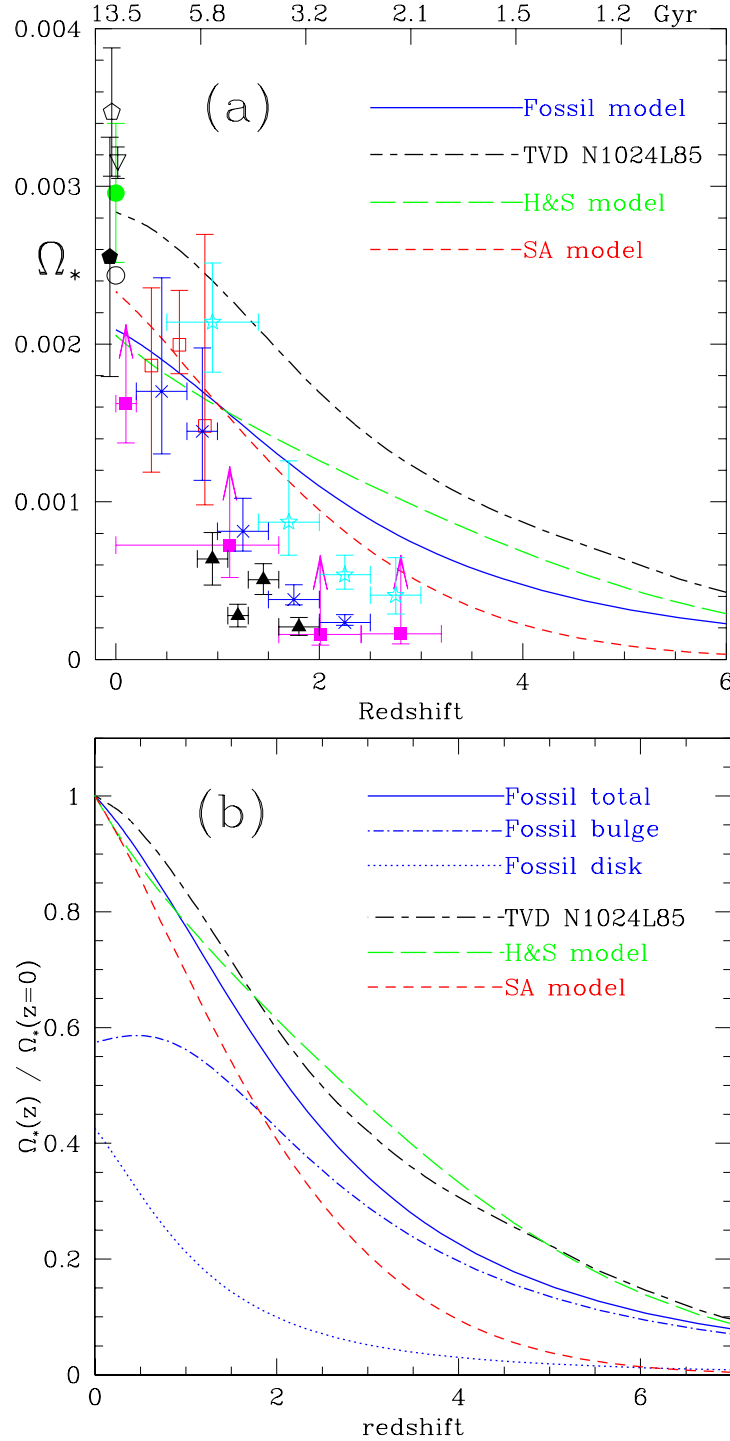 13.5 5.8 3.2 2.1 1.5 1.2 Gyr
0.004
(a)
Fossil model
TVD N1024L85
0.003
H&S model
Ω*
SA model
0.002
0.001
0
0 2 4 6
Redshift
(b)
1
Fossil total
Fossil bulge
Fossil disk
0.8
TVD N1024L85
H&S model
SA model
0.6
Ω*(z) / Ω*(z=0)
0.4
0.2
0
0 2 4 6
redshift